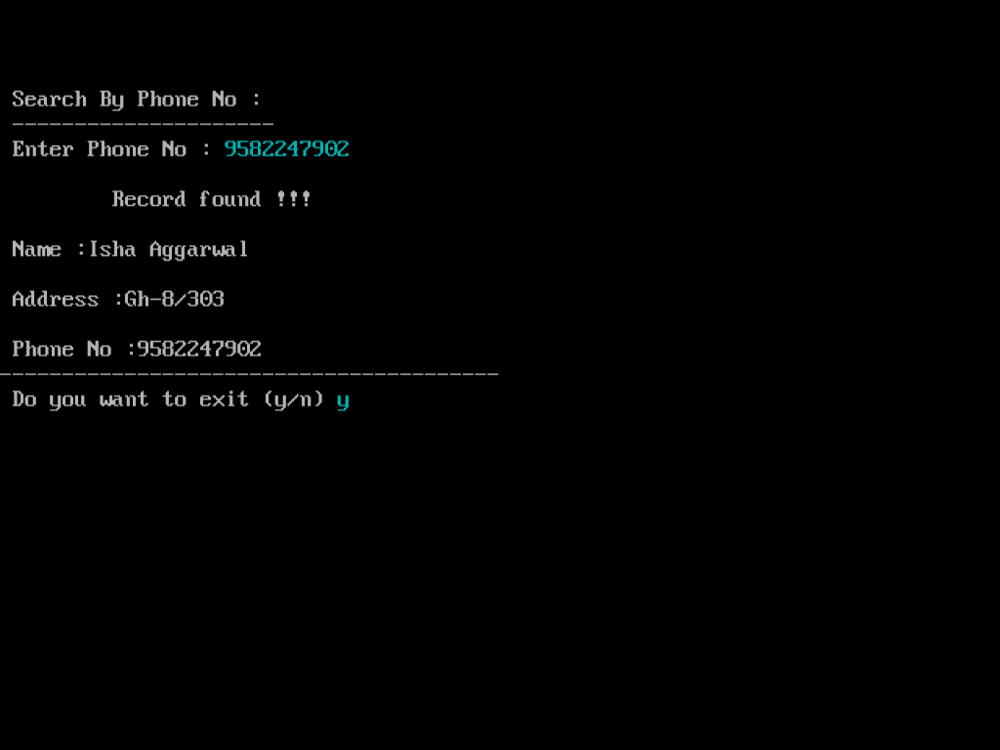 Search By Phone No :
---------------------
Enter Phone No : 9582247902
Record found !!!
Name :Isha Aggarwal
Address :Gh-8/303
Phone No :9582247902
----------------------------------------
Do you want to exit (y/n) y